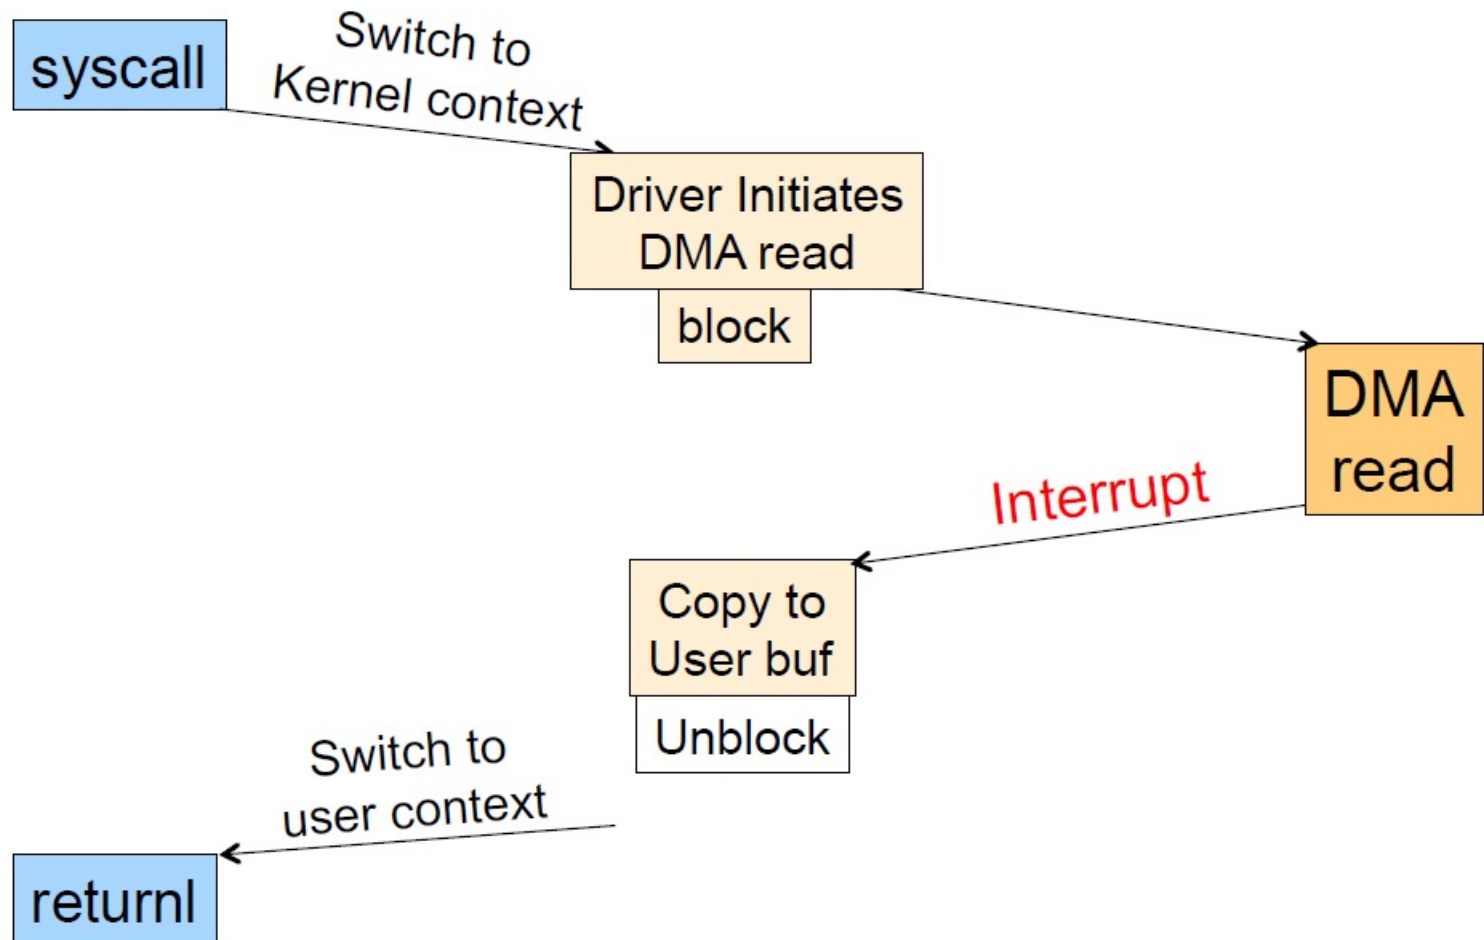 syscall
Switch to
Kernel context
Driver Initiates
DMA read
block
DMA
read
Interrupt
Copy to
User buf
Unblock
Switch to
user context
returnl